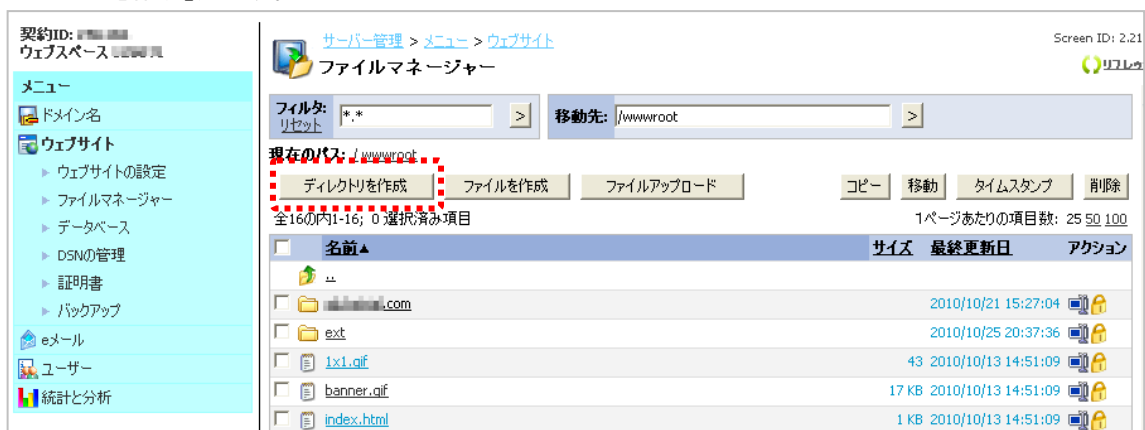 契約ID:
ウェブスペース
メニュー
ドメイン名
ウェブサイト
ウェブサイトの設定
ファイルマネージャー
データベース
DSNの管理
証明書
バックアップ
eメール
ユーザー
統計と分析
サーバー管理 > メニュー > ウェブサイト
Screen ID: 2.21
ファイルマネージャー
リフレッ
フィルタ: *.* >
リセット
移動先: /wwwroot >
現在のパス: / wwwroot
ディレクトリを作成 ファイルを作成 ファイルアップロード コピー 移動 タイムスタンプ 削除
全16の内1-16; 0 選択済み項目 1ページあたりの項目数: 25 50 100
名前▲ サイズ 最終更新日 アクション
..
.com 2010/10/21 15:27:04
ext 2010/10/25 20:37:36
1x1.gif 43 2010/10/13 14:51:09
banner.gif 17 KB 2010/10/13 14:51:09
index.html 1 KB 2010/10/13 14:51:09